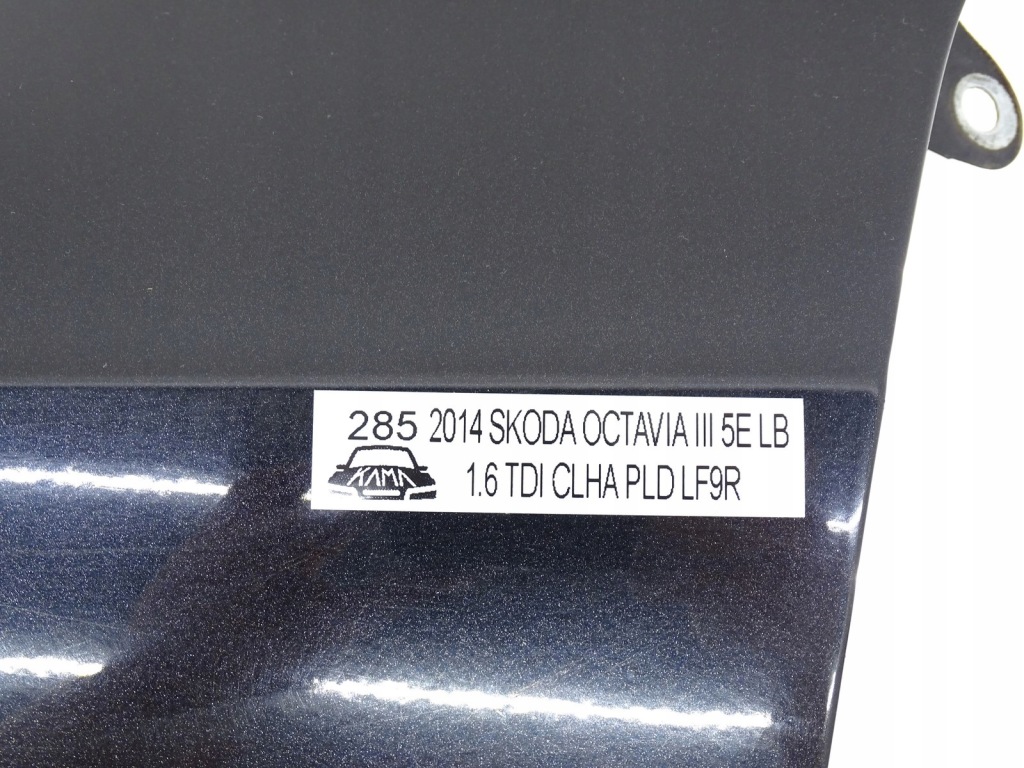 285 2014 SKODA OCTAVIA III 5E LB
KAMA 1.6 TDI CLHA PLD LF9R